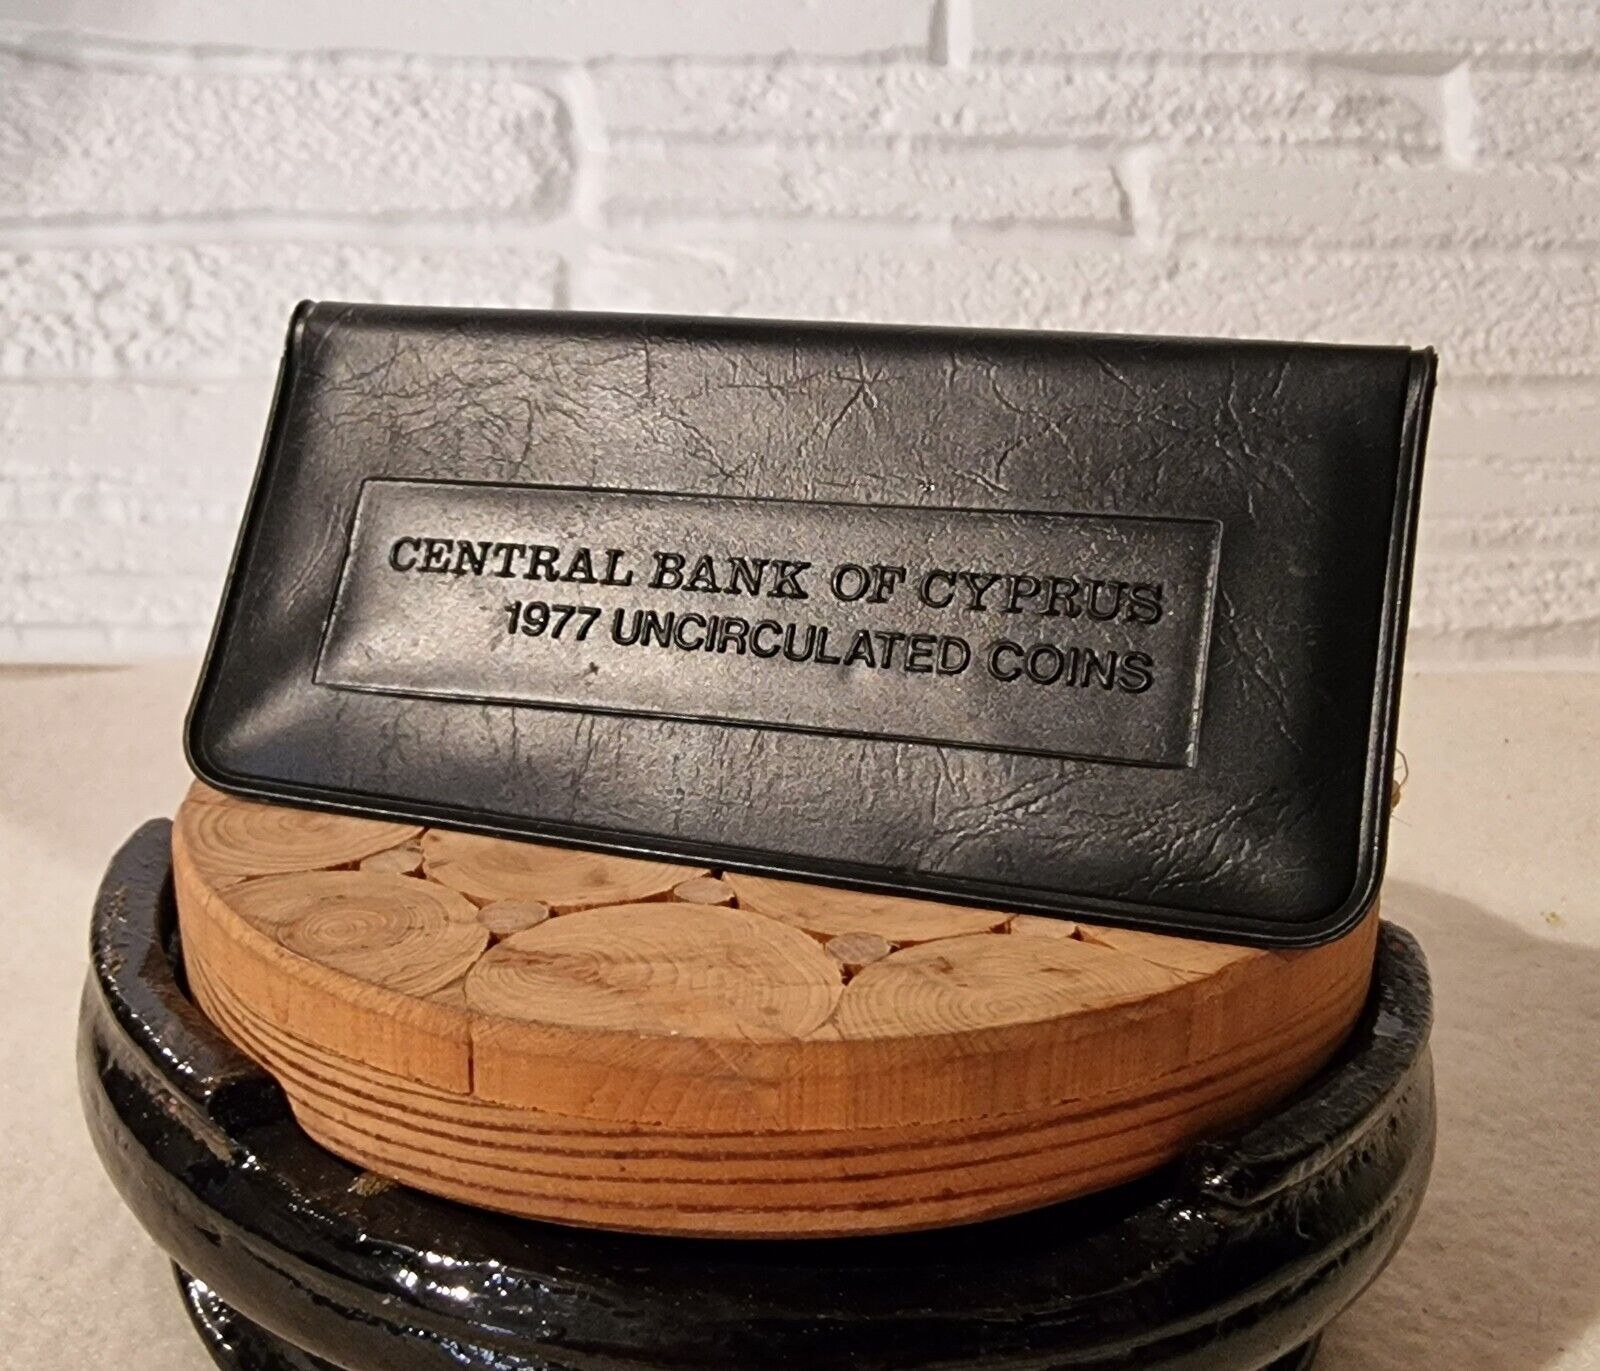 CENTRAL BANK OF CYPRUS
1977 UNCIRCULATED COINS